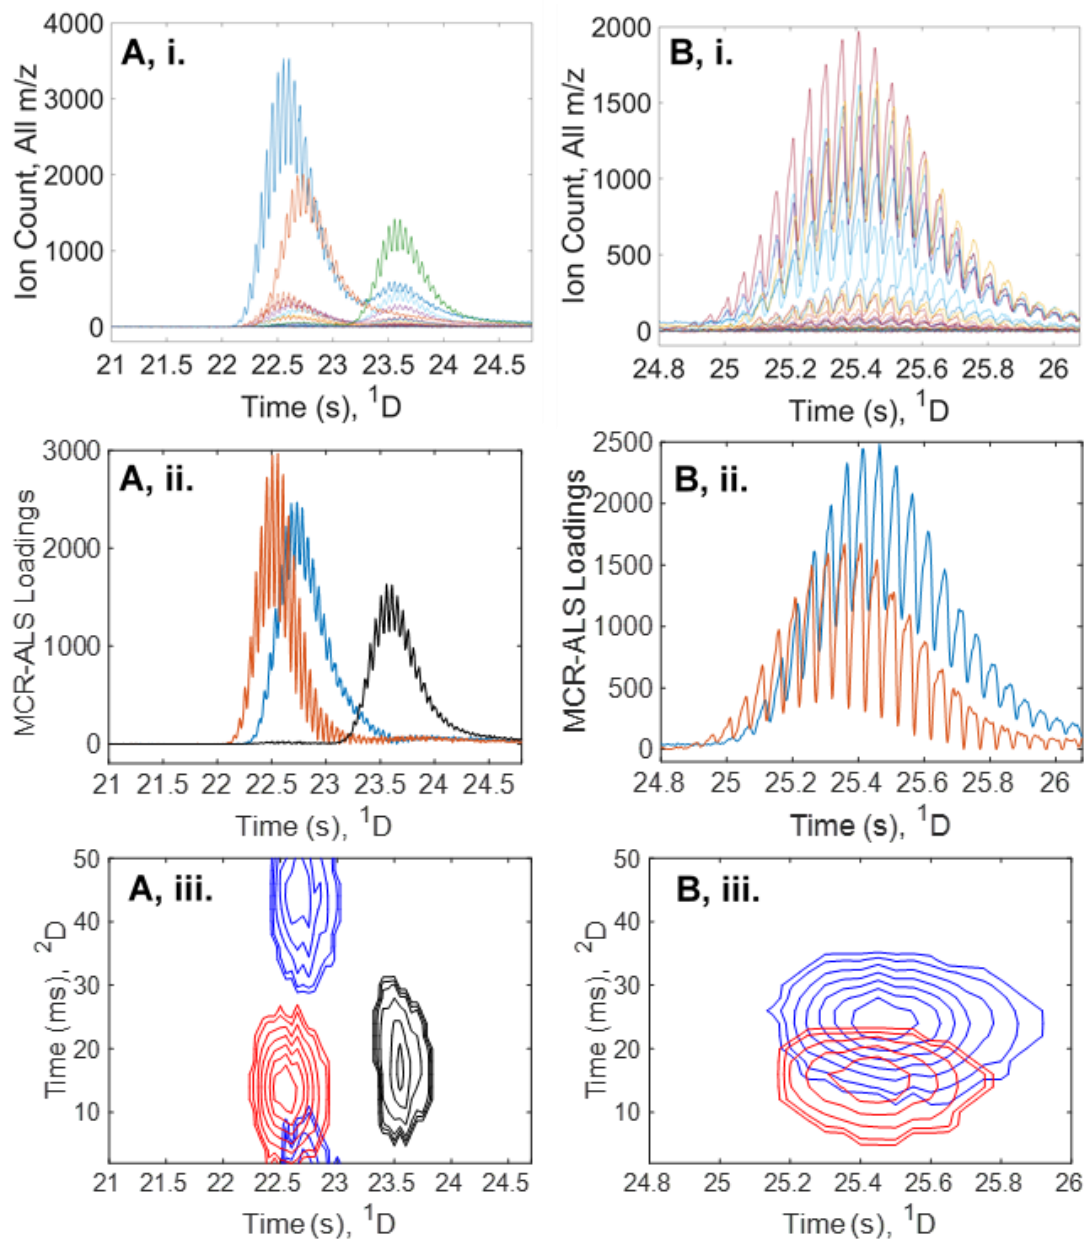 A, i.
4000
3000
2000
1000
0
Ion Count, All m/z
21 21.5 22 22.5 23 23.5 24 24.5
Time (s), ¹D
B, i.
2000
1500
1000
500
0
Ion Count, All m/z
24.8 25 25.2 25.4 25.6 25.8 26
Time (s), ¹D
A, ii.
3000
2000
1000
0
MCR-ALS Loadings
21 21.5 22 22.5 23 23.5 24 24.5
Time (s), ¹D
B, ii.
2500
2000
1500
1000
500
0
MCR-ALS Loadings
24.8 25 25.2 25.4 25.6 25.8 26
Time (s), ¹D
A, iii.
50
40
30
20
10
Time (ms), ²D
21 21.5 22 22.5 23 23.5 24 24.5
Time (s), ¹D
B, iii.
50
40
30
20
10
Time (ms), ²D
24.8 25 25.2 25.4 25.6 25.8 26
Time (s), ¹D